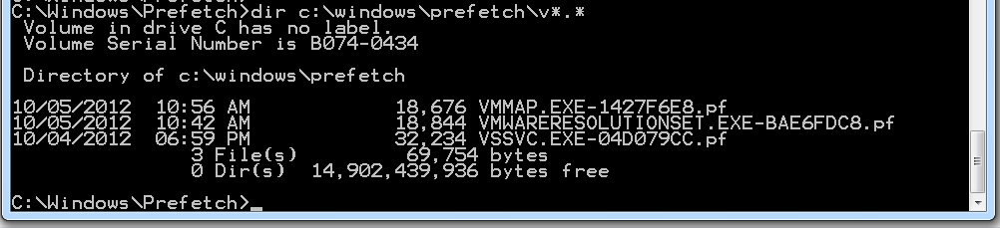 C:\Windows\Prefetch>dir c:\windows\prefetch\v*.*
 Volume in drive C has no label.
 Volume Serial Number is B074-0434

 Directory of c:\windows\prefetch

10/05/2012  10:56 AM            18,676 VMMAP.EXE-1427F6E8.pf
10/05/2012  10:42 AM            18,844 VMWARERESOLUTIONSET.EXE-BAE6FDC8.pf
10/04/2012  06:59 PM            32,234 VSSVC.EXE-04D079CC.pf
               3 File(s)         69,754 bytes
               0 Dir(s)  14,902,439,936 bytes free

C:\Windows\Prefetch>_